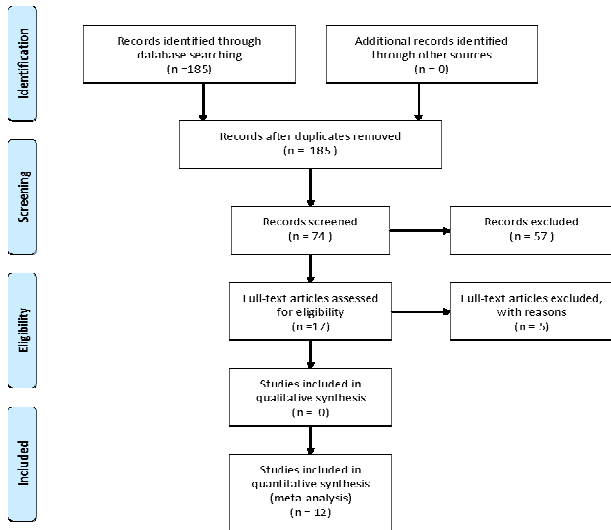 Identification
Records identified through
database searching
(n =185)
Additional records identified
through other sources
(n = 0)
Records after duplicates removed
(n = 185 )
Screening
Records screened
(n = 74 )
Records excluded
(n = 57 )
Eligibility
Full-text articles assessed
for eligibility
(n =17)
Full-text articles excluded,
with reasons
(n = 5)
Studies included in
qualitative synthesis
(n = 0)
Included
Studies included in
quantitative synthesis
(meta-analysis)
(n = 12)